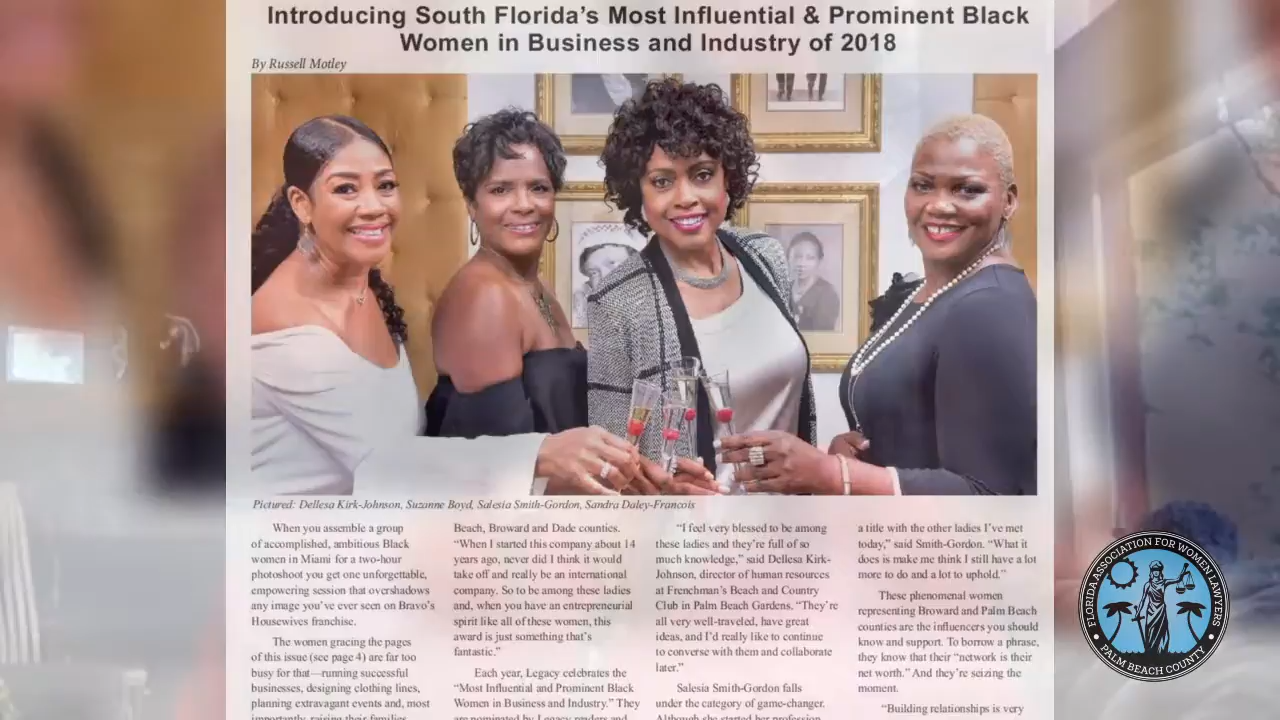 Introducing South Florida's Most Influential & Prominent Black
Women in Business and Industry of 2018
By Russell Motley
Pictured: Dellesa Kirk-Johnson, Suzanne Boyd, Salesia Smith-Gordon, Sandra Daley-Francois
When you assemble a group
of accomplished, ambitious Black
women in Miami for a two-hour
photoshoot you get one unforgettable,
empowering session that overshadows
any image you've ever seen on Bravo's
Housewives franchise.
The women gracing the pages
of this issue (see page 4) are far too
busy for that—running successful
businesses, designing clothing lines,
planning extravagant events and, most
importantly, raising their families
Beach, Broward and Dade counties.
"When I started this company about 14
years ago, never did I think it would
take off and really be an international
company. So to be among these ladies
and, when you have an entrepreneurial
spirit like all of these women, this
award is just something that's
fantastic."
Each year, Legacy celebrates the
"Most Influential and Prominent Black
Women in Business and Industry." They
are nominated by Legacy readers and
"I feel very blessed to be among
these ladies and they're full of so
much knowledge," said Dellesa Kirk-
Johnson, director of human resources
at Frenchman's Beach and Country
Club in Palm Beach Gardens. "They're
all very well-traveled, have great
ideas, and I'd really like to continue
to converse with them and collaborate
later."
Salesia Smith-Gordon falls
under the category of game-changer.
Although she started her profession
a title with the other ladies I've met
today," said Smith-Gordon. "What it
does is make me think I still have a lot
more to do and a lot to uphold."
These phenomenal women
representing Broward and Palm Beach
counties are the influencers you should
know and support. To borrow a phrase,
they know that their "network is their
net worth." And they're seizing the
moment.
"Building relationships is very
FLORIDA ASSOCIATION FOR WOMEN LAWYERS
PALM BEACH COUNTY